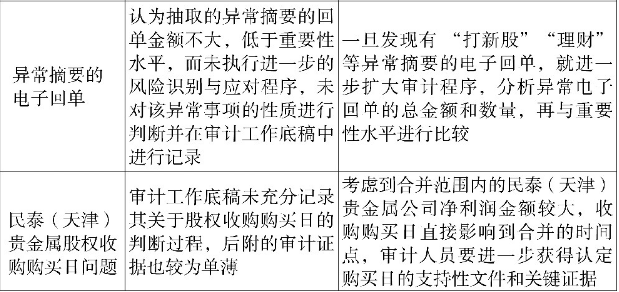 异常摘要的
电子回单
认为抽取的异常摘要的回
单金额不大，低于重要性
水平，而未执行进一步的
风险识别与应对程序，未
对该异常事项的性质进行
判断并在审计工作底稿中
进行记录
一旦发现有“打新股”“理财”
等异常摘要的电子回单，就进一
步扩大审计程序，分析异常电子
回单的总金额和数量，再与重要
性水平进行比较
民泰（天津）
贵金属股权收
购购买日问题
审计工作底稿未充分记录
其关于股权收购购买日的
判断过程，后附的审计证
据也较为单薄
考虑到合并范围内的民泰（天津）
贵金属公司净利润金额较大，收
购购买日直接影响到合并的时间
点，审计人员要进一步获得认定
购买日的支持性文件和关键证据